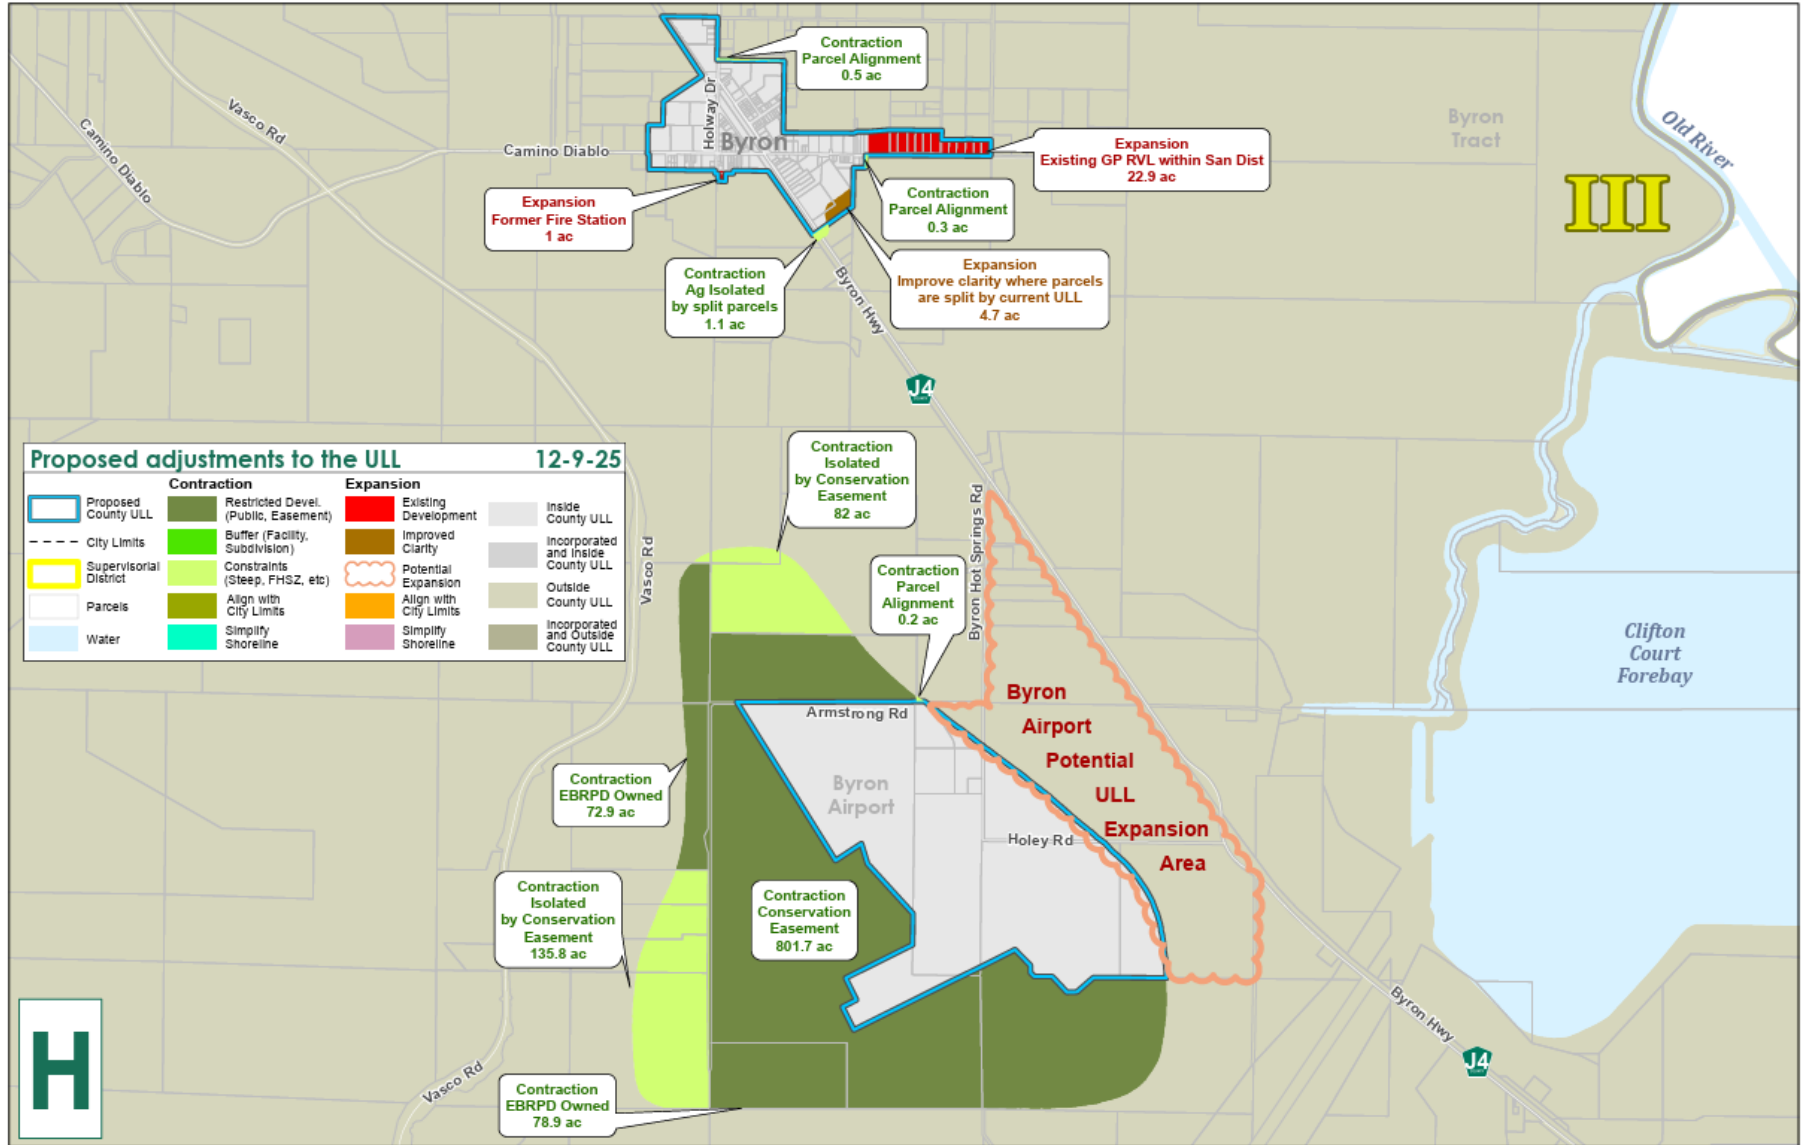 Contraction
Parcel Alignment
0.5 ac
Vasco Rd
Camino Diablo
Holway Dr
Byron
Camino Diablo
Byron
Tract
Old River
Expansion
Existing GP RVL within San Dist
22.9 ac
III
Expansion
Former Fire Station
1 ac
Contraction
Parcel Alignment
0.3 ac
Contraction
Ag Isolated
by split parcels
1.1 ac
Byron Hwy
Expansion
Improve clarity where parcels
are split by current ULL
4.7 ac
J4
Proposed adjustments to the ULL 12-9-25
Contraction
Expansion
Proposed
County ULL
City Limits
Supervisorial
District
Parcels
Water
Restricted Devel.
(Public, Easement)
Buffer (Facility,
Subdivision)
Constraints
(Steep, FHSZ, etc)
Align with
City Limits
Simplify
Shoreline
Existing
Development
Improved
Clarity
Potential
Expansion
Align with
City Limits
Simplify
Shoreline
Inside
County ULL
Incorporated
and Inside
County ULL
Outside
County ULL
Incorporated
and Outside
County ULL
Contraction
Isolated
by Conservation
Easement
82 ac
Vasco Rd
Contraction
Parcel
Alignment
0.2 ac
Byron Hot Springs Rd
Clifton
Court
Forebay
Armstrong Rd
Byron
Airport
Potential
ULL
Expansion
Area
Byron
Airport
Holey Rd
Contraction
EBRPD Owned
72.9 ac
Contraction
Isolated
by Conservation
Easement
135.8 ac
Contraction
Conservation
Easement
801.7 ac
Byron Hwy
J4
H
Vasco Rd
Contraction
EBRPD Owned
78.9 ac